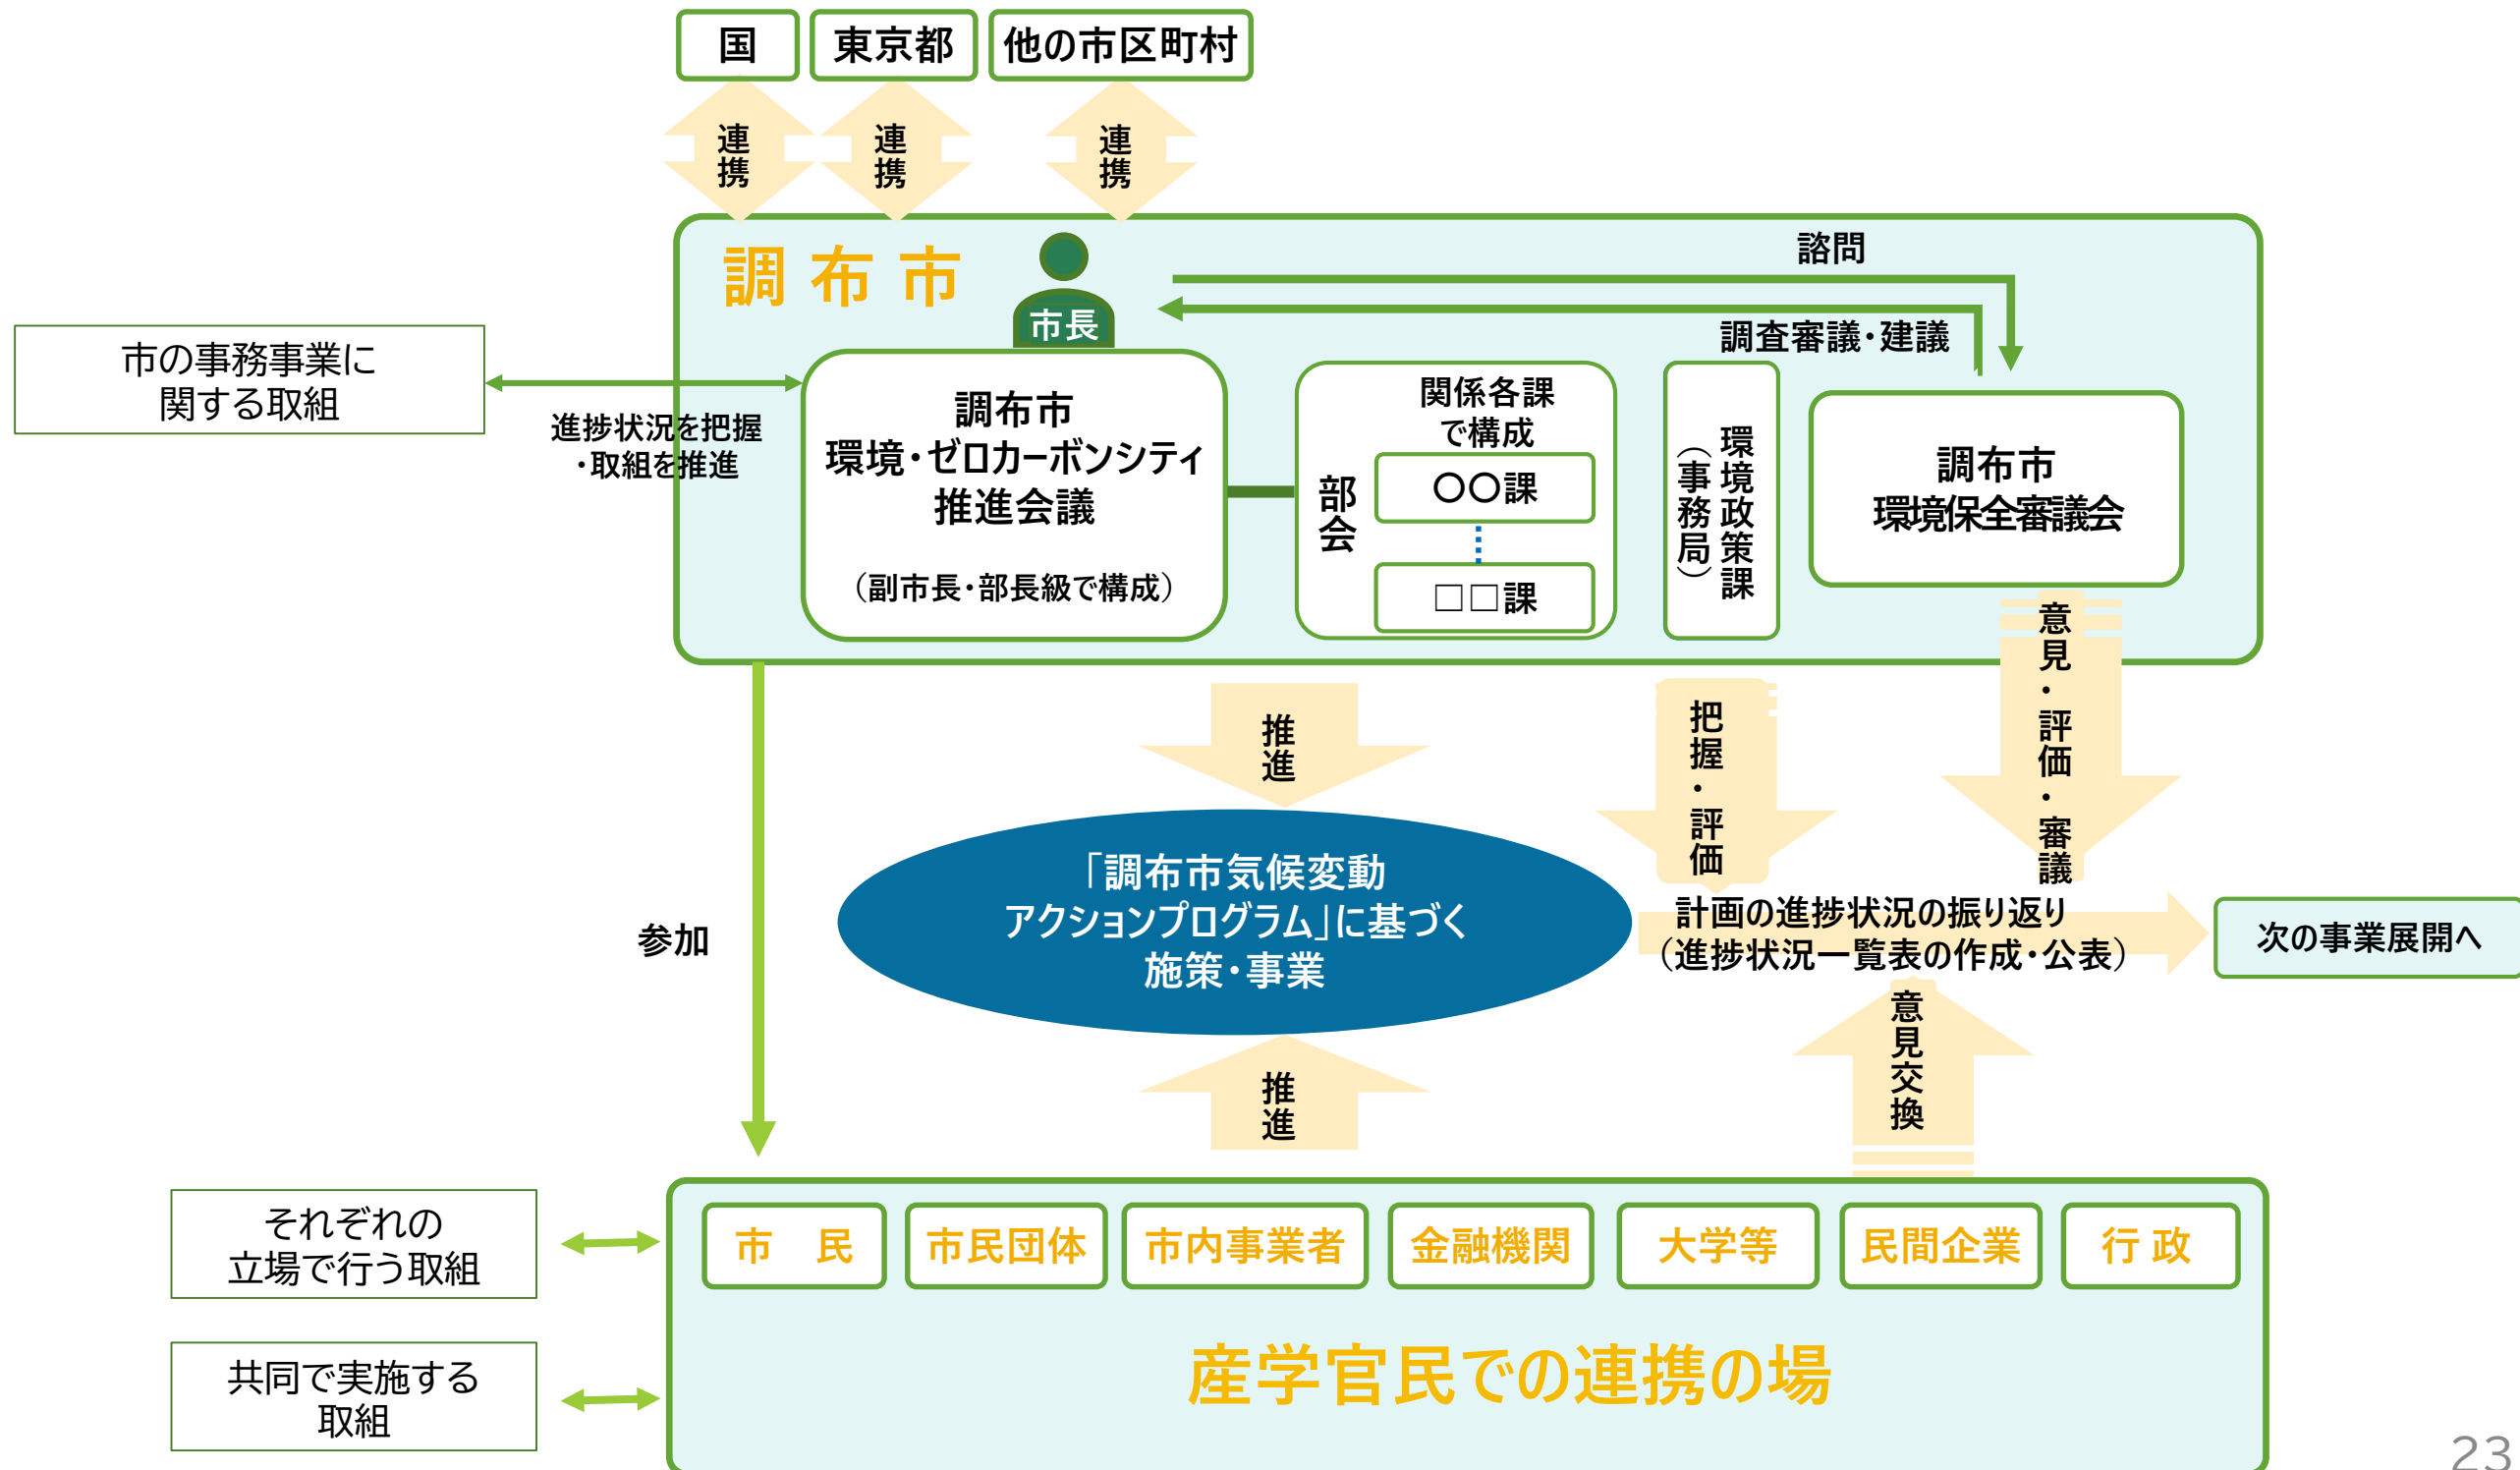 国
東京都
他の市区町村
連携
連携
連携
調布市
市長
諮問
調査審議・建議
市の事務事業に
関する取組
進捗状況を把握
・取組を推進
調布市
環境・ゼロカーボンシティ
推進会議
（副市長・部長級で構成）
部会
関係各課
で構成
〇〇課
□□課
環境政策課
（事務局）
調布市
環境保全審議会
推進
把握・評価
意見・評価・審議
参加
「調布市気候変動
アクションプログラム」に基づく
施策・事業
計画の進捗状況の振り返り
（進捗状況一覧表の作成・公表）
次の事業展開へ
推進
意見交換
それぞれの
立場で行う取組
共同で実施する
取組
市　民
市民団体
市内事業者
金融機関
大学等
民間企業
行政
産学官民での連携の場
23